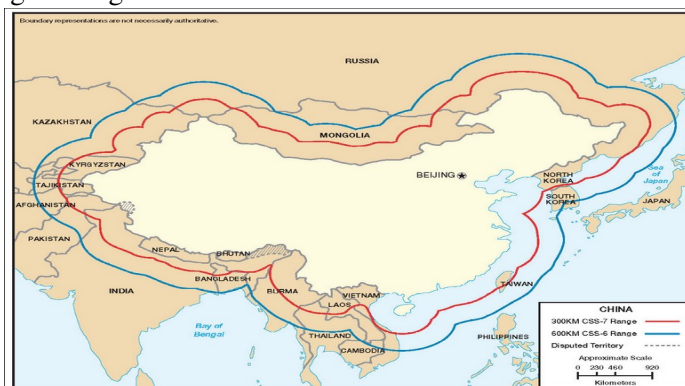 Boundary representations are not necessarily authoritative.
RUSSIA
KAZAKHSTAN
MONGOLIA
KYRGYZSTAN
BEIJING
NORTH
KOREA
Sea
of
Japan
TAJIKISTAN
SOUTH
KOREA
JAPAN
AFGHANISTAN
PAKISTAN
NEPAL
BHUTAN
BANGLADESH
INDIA
BURMA
VIETNAM
LAOS
TAIWAN
Bay of
Bengal
THAILAND
CAMBODIA
PHILIPPINES
CHINA
300KM CSS-7 Range
600KM CSS-6 Range
Disputed Territory
Approximate Scale
0 230 460 920
Kilometers